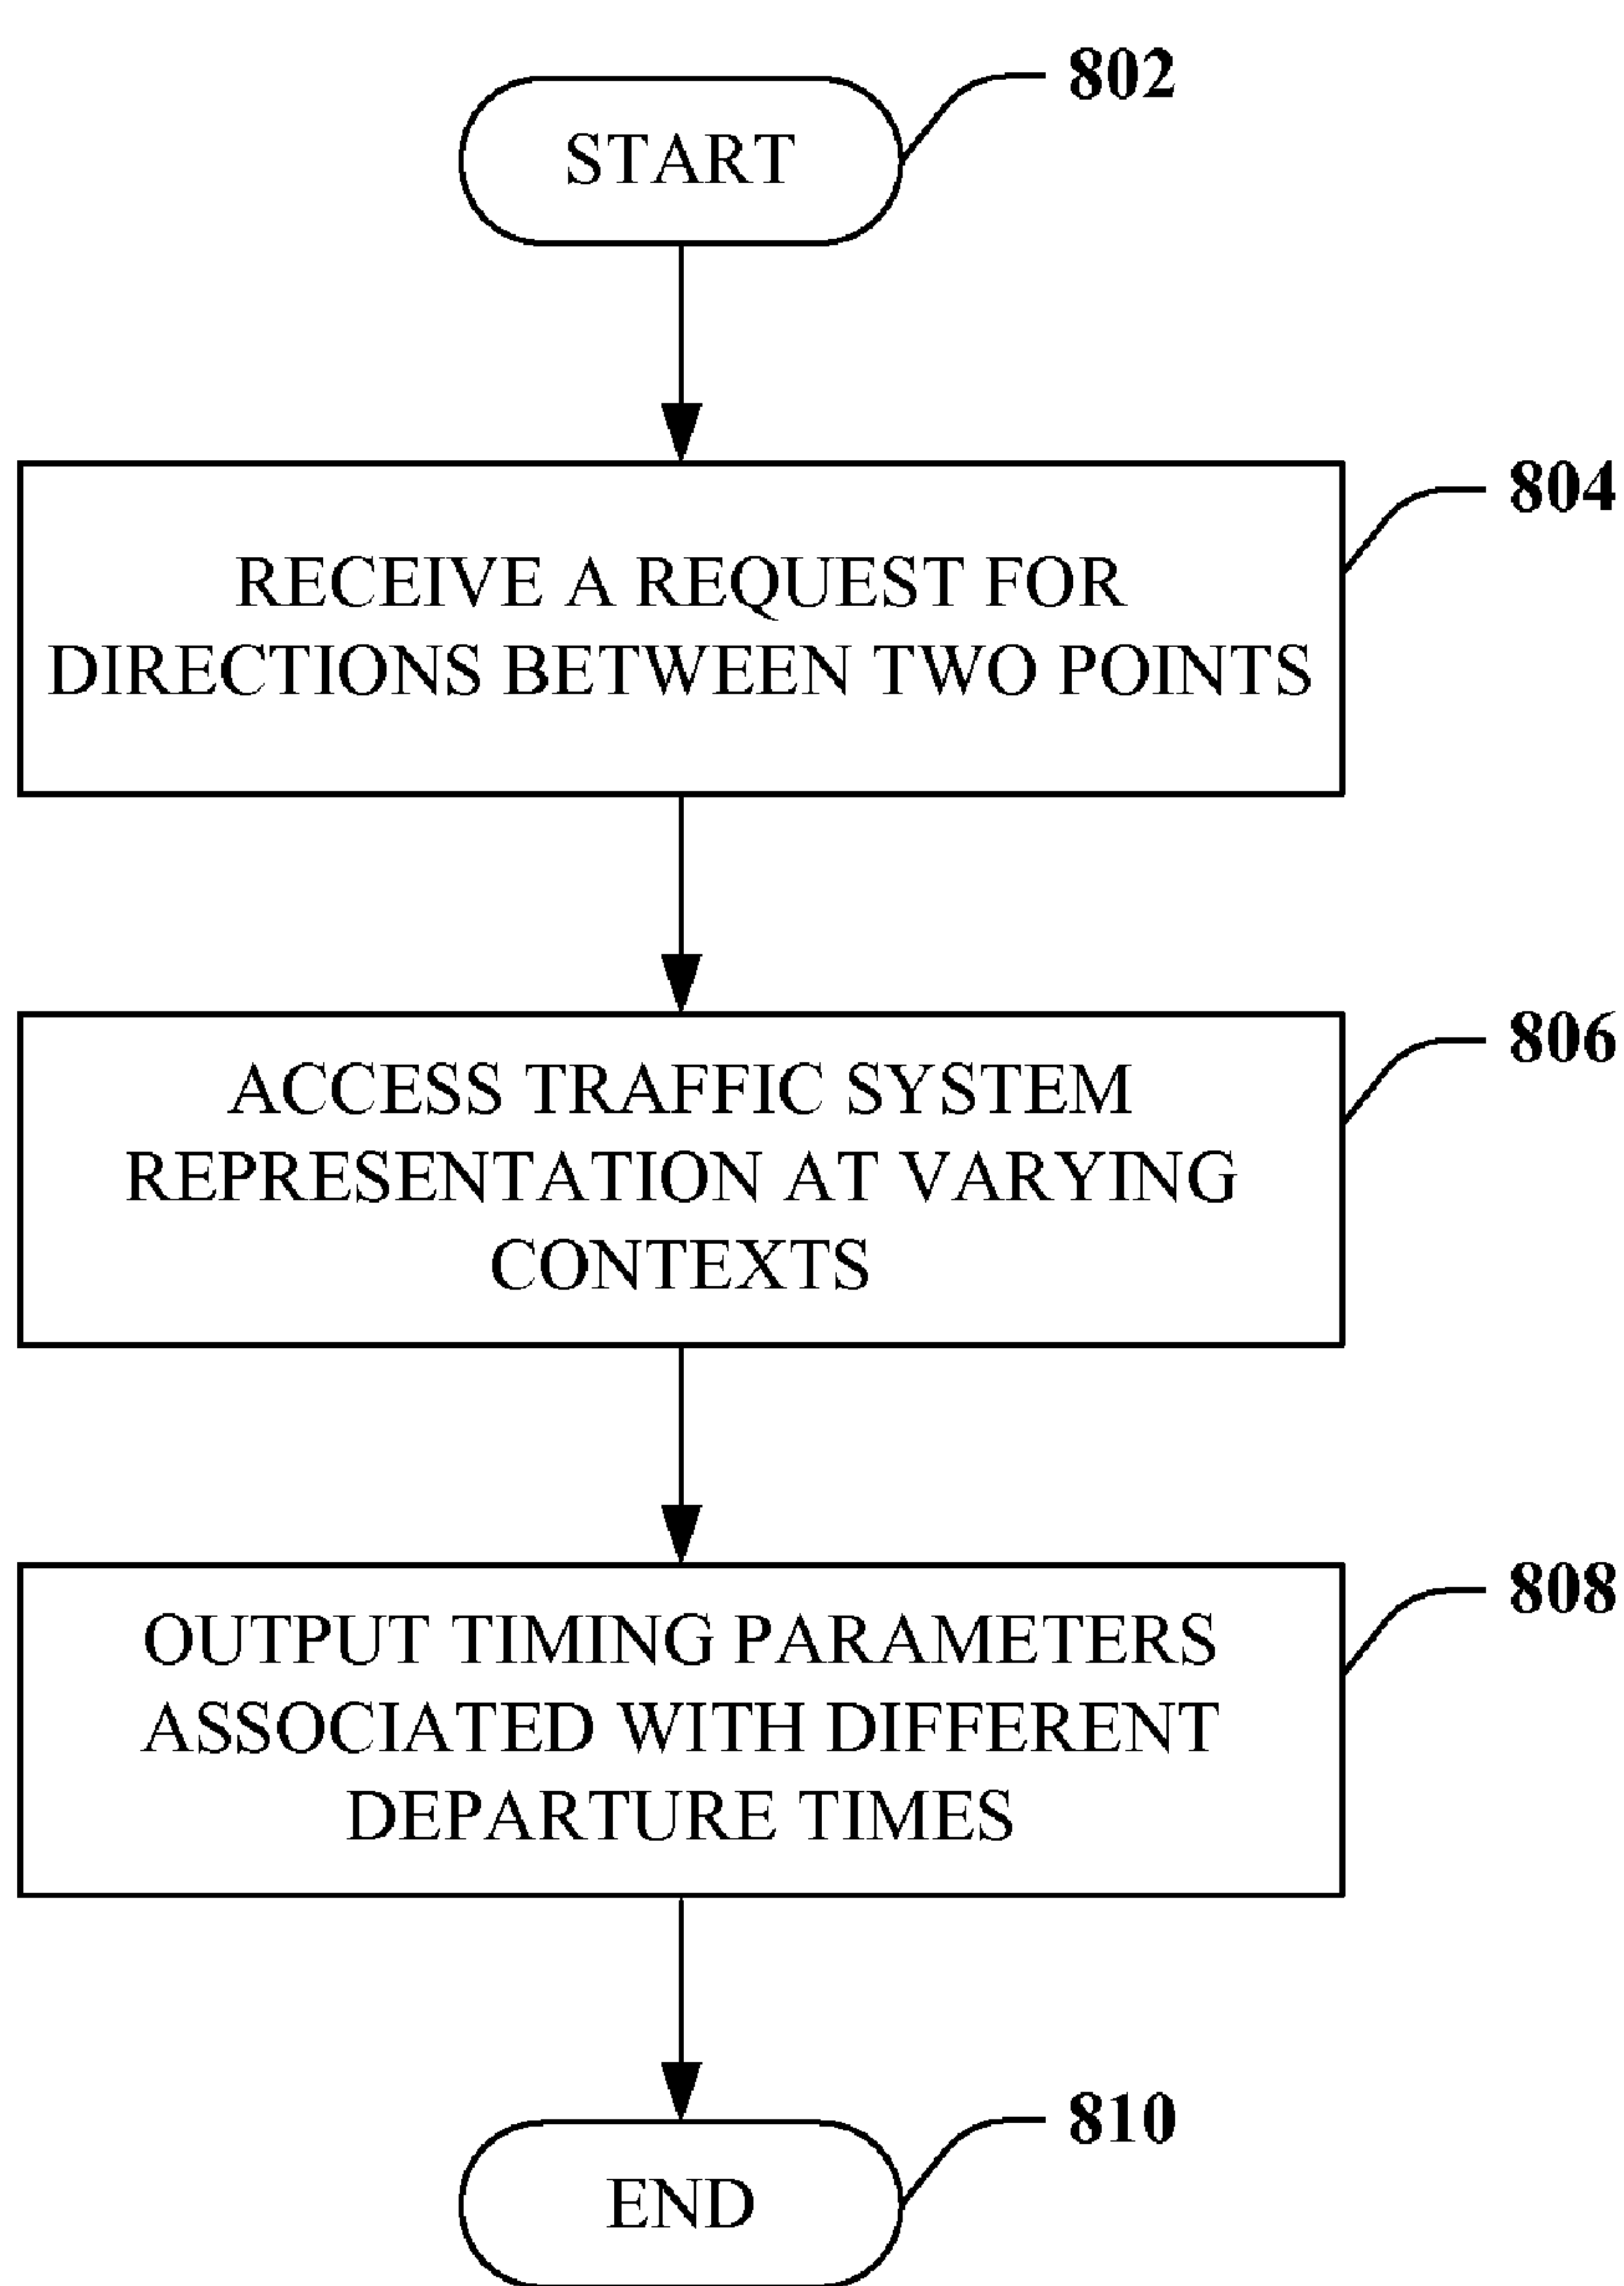 802
START
804
RECEIVE A REQUEST FOR
DIRECTIONS BETWEEN TWO POINTS
806
ACCESS TRAFFIC SYSTEM
REPRESENTATION AT VARYING
CONTEXTS
808
OUTPUT TIMING PARAMETERS
ASSOCIATED WITH DIFFERENT
DEPARTURE TIMES
810
END